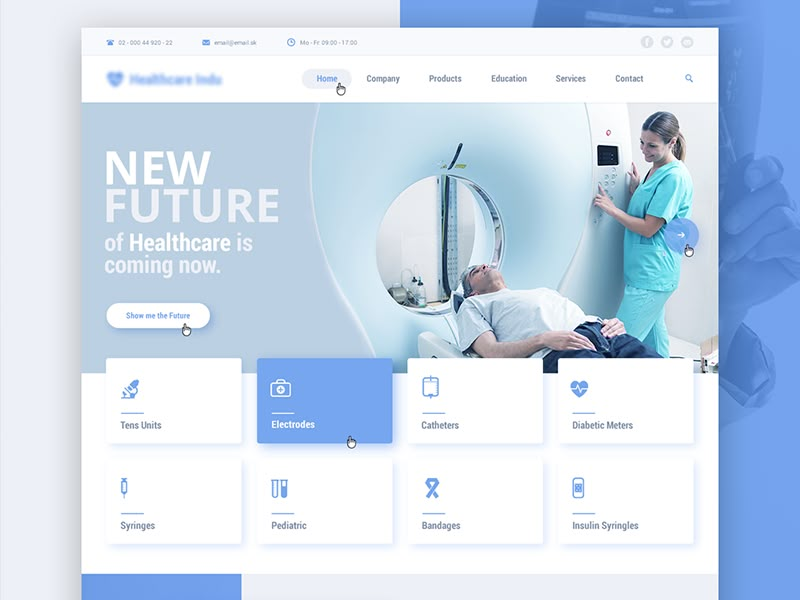 02 - 000 44 920 - 22
email@email.sk
Mo - Fr: 09:00 - 17:00
Healthcare Indu
Home
Company
Products
Education
Services
Contact
NEW
FUTURE
of Healthcare is
coming now.
Show me the Future
Tens Units
Electrodes
Catheters
Diabetic Meters
Syringes
Pediatric
Bandages
Insulin Syringles